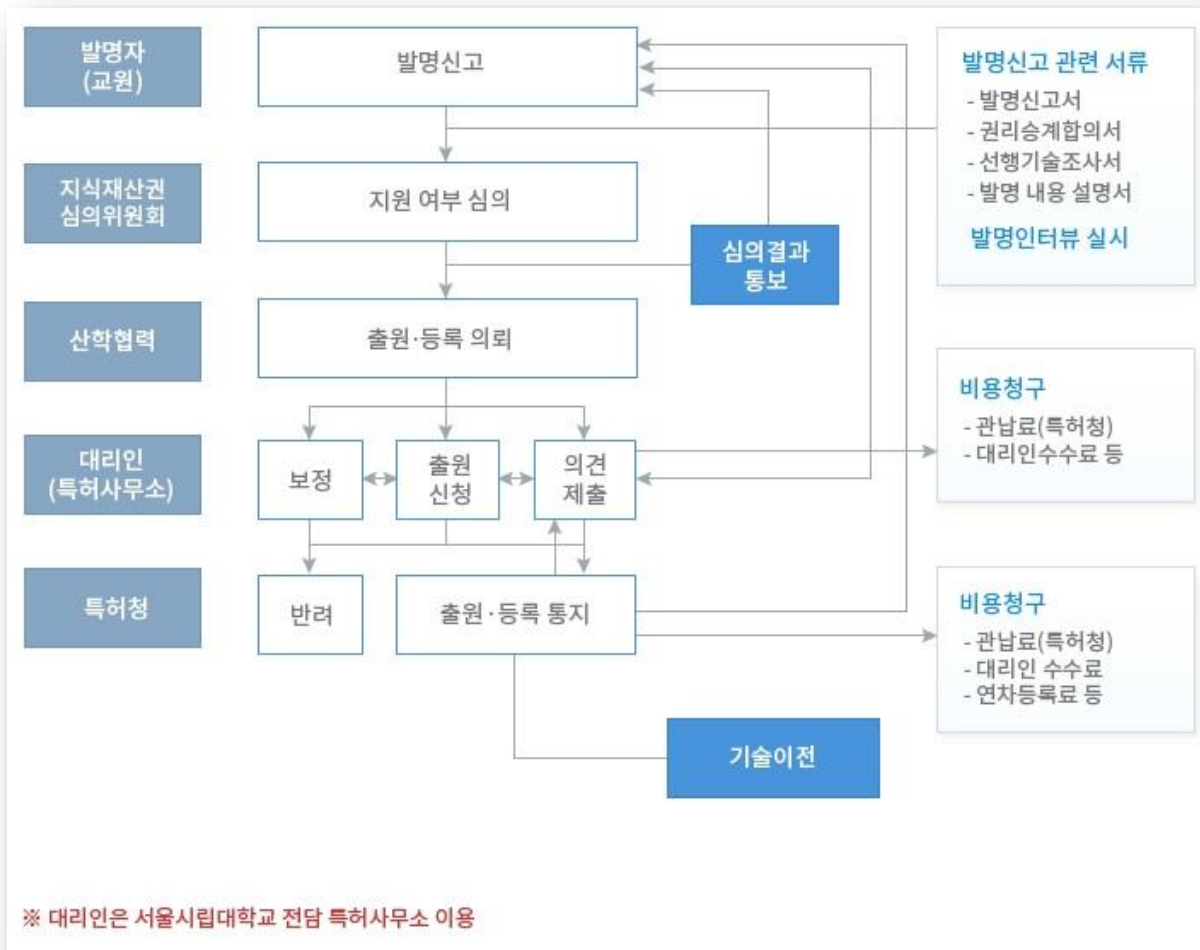 발명자
(교원)
발명신고
발명신고 관련 서류
- 발명신고서
- 권리승계합의서
- 선행기술조사서
- 발명 내용 설명서
발명인터뷰 실시
지식재산권
심의위원회
지원 여부 심의
심의결과
통보
산학협력
출원·등록 의뢰
대리인
(특허사무소)
보정
출원
신청
의견
제출
비용청구
- 관납료(특허청)
- 대리인수수료 등
특허청
반려
출원·등록 통지
비용청구
- 관납료(특허청)
- 대리인 수수료
- 연차등록료 등
기술이전
※ 대리인은 서울시립대학교 전담 특허사무소 이용